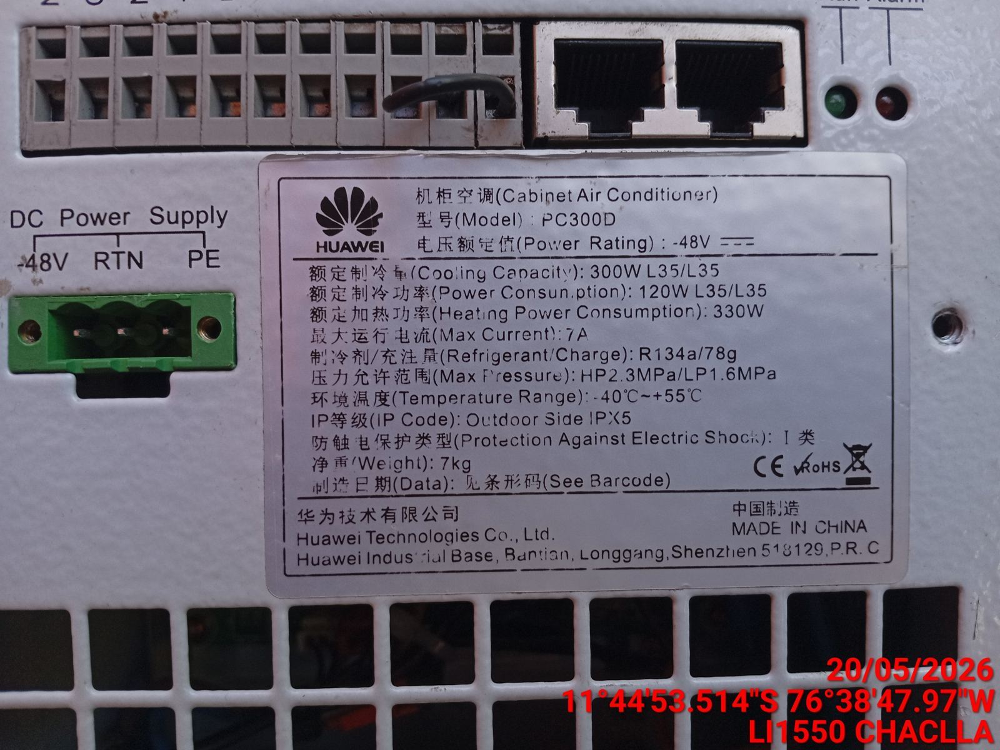 DC Power Supply
-48V RTN PE
HUAWEI
机柜空调(Cabinet Air Conditioner)
型号(Model) : PC300D
电压额定值(Power Rating) : -48V
额定制冷量(Cooling Capacity): 300W L35/L35
额定制冷功率(Power Consumption): 120W L35/L35
额定加热功率(Heating Power Consumption): 330W
最大运行电流(Max Current): 7A
制冷剂/充注量(Refrigerant/Charge): R134a/78g
压力允许范围(Max Pressure): HP2.3MPa/LP1.6MPa
环境温度(Temperature Range): -40℃~+55℃
IP等级(IP Code): Outdoor Side IPX5
防触电保护类型(Protection Against Electric Shock): I 类
净重(Weight): 7kg
制造日期(Data): 见条形码(See Barcode)
CE RoHS
华为技术有限公司
Huawei Technologies Co., Ltd.
Huawei Industrial Base, Bantian, Longgang,Shenzhen 518129,P.R. C
中国制造
MADE IN CHINA
20/05/2026
11°44'53.514"S 76°38'47.97"W
LI1550 CHACLLA